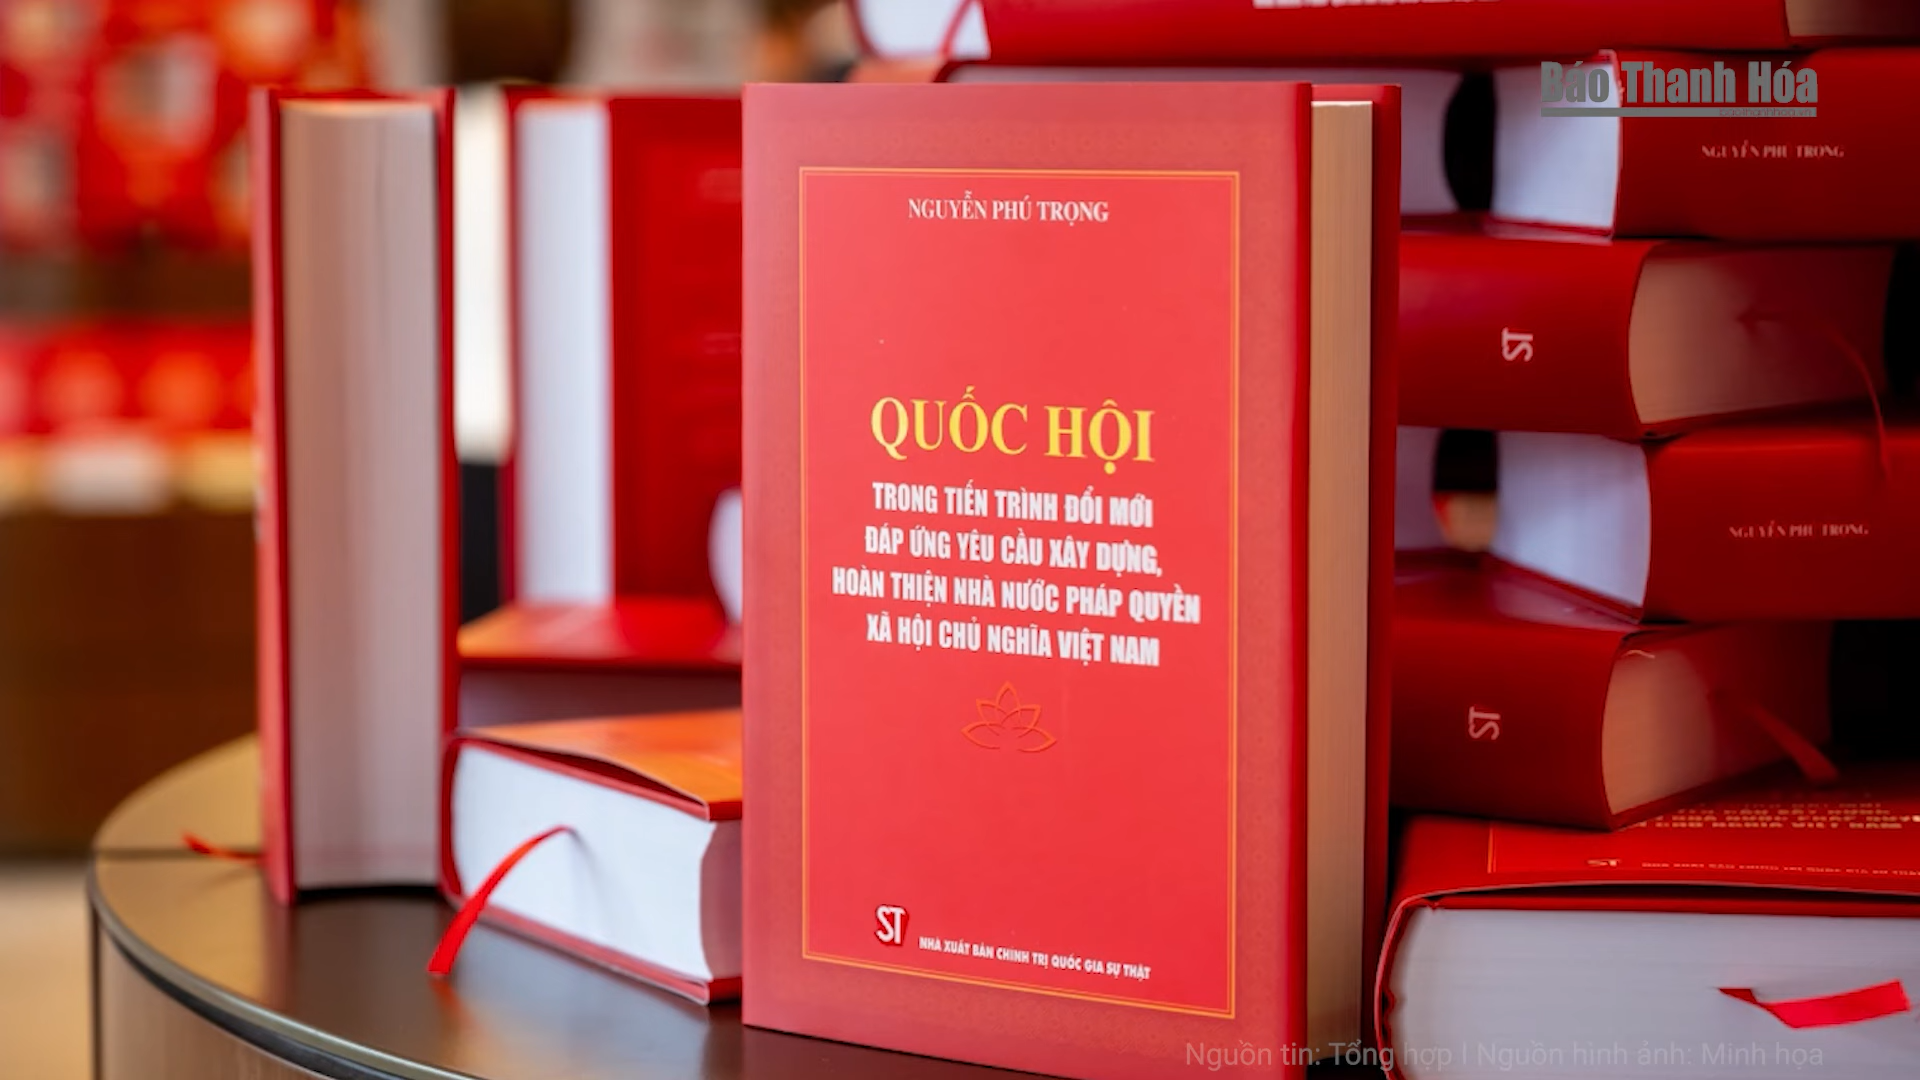 Báo Thanh Hóa
NGUYỄN PHÚ TRỌNG
NGUYỄN PHÚ TRỌNG
QUỐC HỘI
TRONG TIẾN TRÌNH ĐỔI MỚI
ĐÁP ỨNG YÊU CẦU XÂY DỰNG,
HOÀN THIỆN NHÀ NƯỚC PHÁP QUYỀN
XÃ HỘI CHỦ NGHĨA VIỆT NAM
ST
NHÀ XUẤT BẢN CHÍNH TRỊ QUỐC GIA SỰ THẬT
ST
NGUYỄN PHÚ TRỌNG
ST
ST
Nguồn tin: Tổng hợp | Nguồn hình ảnh: Minh họa